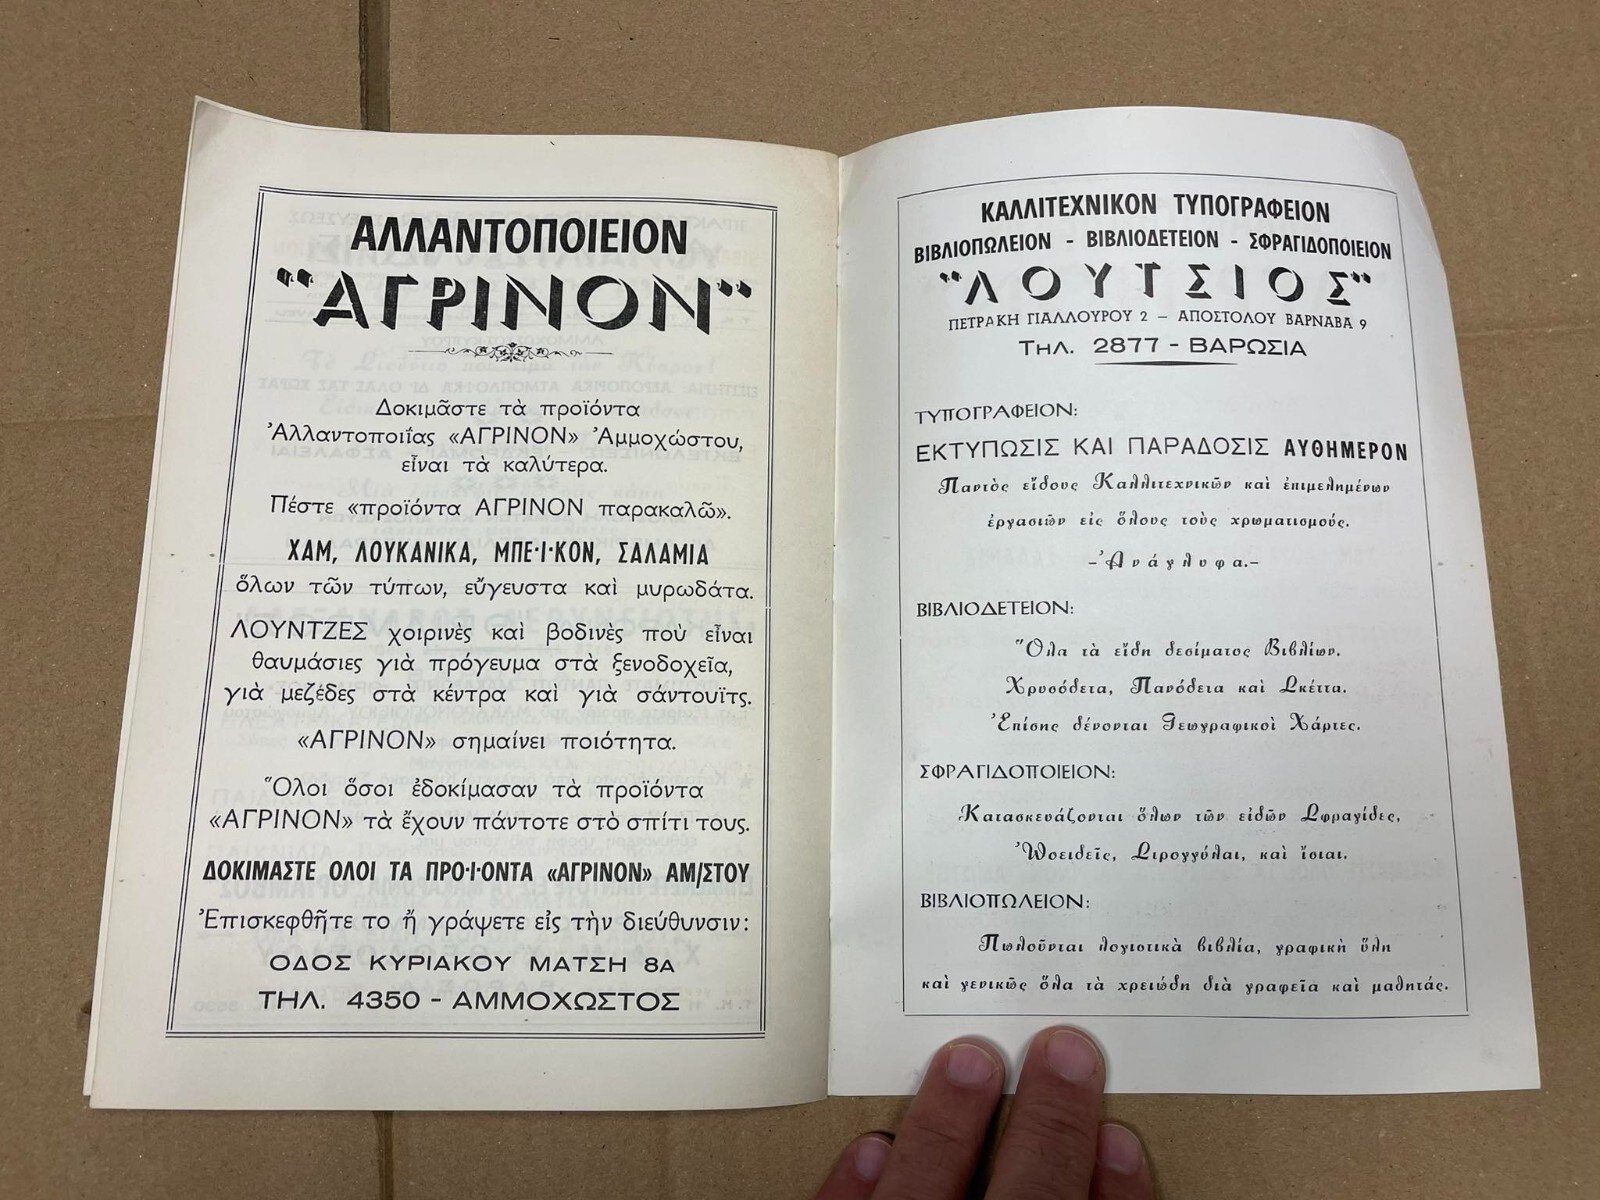 ΑΛΛΑΝΤΟΠΟΙΕΙΟΝ
"ΑΓΡΙΝΟΝ"
Δοκιμᾶστε τὰ προϊόντα
Ἀλλαντοποιΐας «ΑΓΡΙΝΟΝ» Ἀμμοχώστου,
εἶναι τὰ καλύτερα.
Πέστε «προϊόντα ΑΓΡΙΝΟΝ παρακαλῶ».
ΧΑΜ, ΛΟΥΚΑΝΙΚΑ, ΜΠΕ·Ι·ΚΟΝ, ΣΑΛΑΜΙΑ
ὅλων τῶν τύπων, εὔγευστα καὶ μυρωδάτα.
ΛΟΥΝΤΖΕΣ χοιρινὲς καὶ βοδινὲς ποὺ εἶναι
θαυμάσιες γιὰ πρόγευμα στὰ ξενοδοχεῖα,
γιὰ μεζέδες στὰ κέντρα καὶ γιὰ σάντουϊτς.
«ΑΓΡΙΝΟΝ» σημαίνει ποιότητα.
Ὅλοι ὅσοι ἐδοκίμασαν τὰ προϊόντα
«ΑΓΡΙΝΟΝ» τὰ ἔχουν πάντοτε στὸ σπίτι τους.
ΔΟΚΙΜΑΣΤΕ ΟΛΟΙ ΤΑ ΠΡΟ·Ι·ΟΝΤΑ «ΑΓΡΙΝΟΝ» ΑΜ/ΣΤΟΥ
Ἐπισκεφθῆτε το ἢ γράψετε εἰς τὴν διεύθυνσιν:
ΟΔΟΣ ΚΥΡΙΑΚΟΥ ΜΑΤΣΗ 8Α
ΤΗΛ. 4350 - ΑΜΜΟΧΩΣΤΟΣ
ΚΑΛΛΙΤΕΧΝΙΚΟΝ ΤΥΠΟΓΡΑΦΕΙΟΝ
ΒΙΒΛΙΟΠΩΛΕΙΟΝ - ΒΙΒΛΙΟΔΕΤΕΙΟΝ - ΣΦΡΑΓΙΔΟΠΟΙΕΙΟΝ
"ΛΟΥΤΣΙΟΣ"
ΠΕΤΡΑΚΗ ΓΙΑΛΛΟΥΡΟΥ 2 – ΑΠΟΣΤΟΛΟΥ ΒΑΡΝΑΒΑ 9
ΤΗΛ. 2877 - ΒΑΡΩΣΙΑ
ΤΥΠΟΓΡΑΦΕΙΟΝ:
ΕΚΤΥΠΩΣΙΣ ΚΑΙ ΠΑΡΑΔΟΣΙΣ ΑΥΘΗΜΕΡΟΝ
Παντὸς εἴδους Καλλιτεχνικῶν καὶ ἐπιμελημένων
ἐργασιῶν εἰς ὅλους τοὺς χρωματισμούς.
-Ἀνάγλυφα.-
ΒΙΒΛΙΟΔΕΤΕΙΟΝ:
Ὅλα τὰ εἴδη δεσίματος Βιβλίων.
Χρυσόδετα, Πανόδεια καὶ Σκέττα.
Ἐπίσης δένονται Γεωγραφικοὶ Χάρτες.
ΣΦΡΑΓΙΔΟΠΟΙΕΙΟΝ:
Κατασκευάζονται ὅλων τῶν εἰδῶν Σφραγίδες,
Ὠοειδεῖς, Σιρογγύλαι, καὶ ἴσιαι.
ΒΙΒΛΙΟΠΩΛΕΙΟΝ:
Πωλοῦνται λογιστικὰ βιβλία, γραφικὴ ὕλη
καὶ γενικῶς ὅλα τὰ χρειώδη διὰ γραφεῖα καὶ μαθητάς.